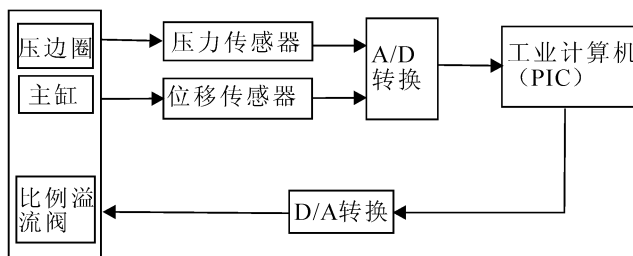 压边圈
压力传感器
A/D
转换
工业计算机
（PIC）
主缸
位移传感器
比例溢
流阀
D/A转换